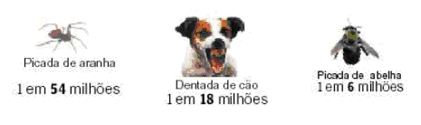 Picada de aranha
1 em 54 milhões
Dentada de cão
1 em 18 milhões
Picada de abelha
1 em 6 milhões